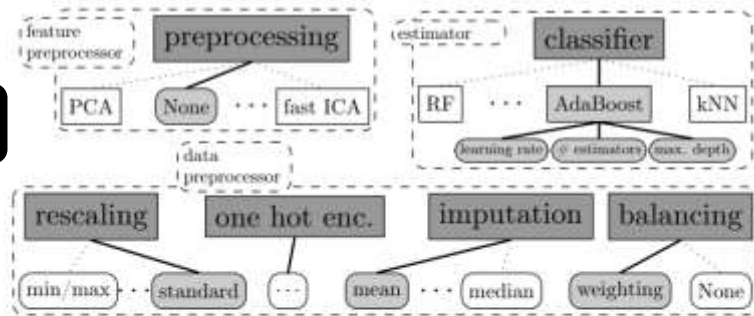 feature
preprocessor
preprocessing
PCA
None
· · ·
fast ICA
estimator
classifier
RF
· · ·
AdaBoost
kNN
learning rate
# estimators
max. depth
data
preprocessor
rescaling
one hot enc.
imputation
balancing
min/max
· · ·
standard
· · ·
mean
· · ·
median
weighting
None